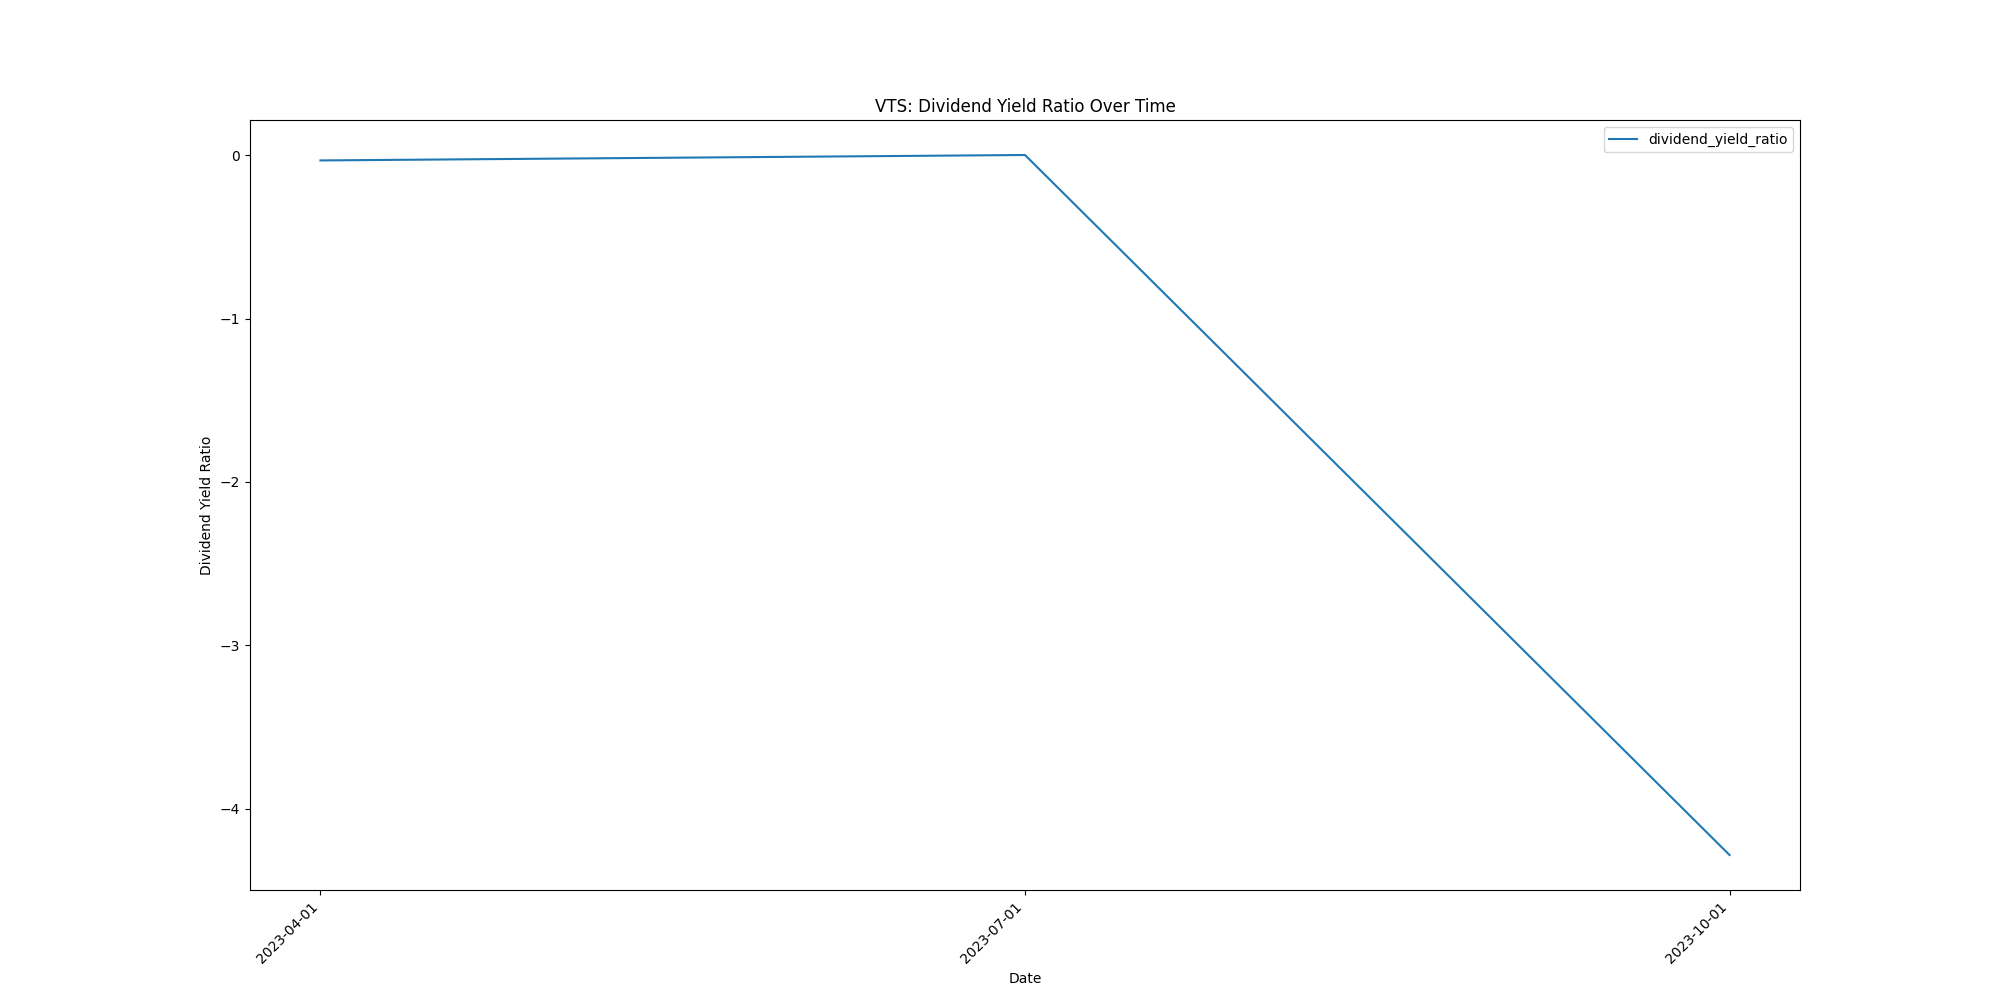 VTS: Dividend Yield Ratio Over Time
dividend_yield_ratio
0
−1
−2
−3
−4
Dividend Yield Ratio
2023-04-01
2023-07-01
2023-10-01
Date